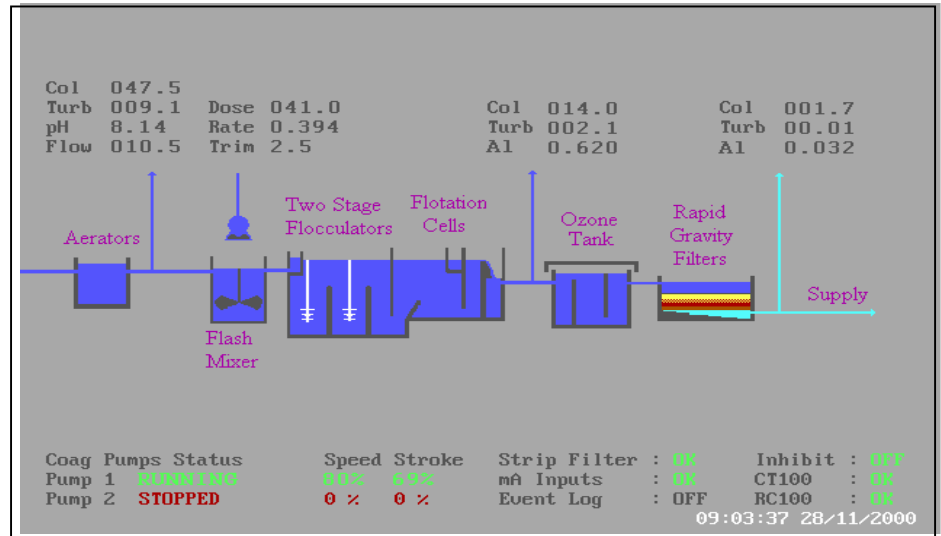 Col 047.5
Turb 009.1 Dose 041.0 Col 014.0 Col 001.7
pH 8.14 Rate 0.394 Turb 002.1 Turb 00.01
Flow 010.5 Trim 2.5 Al 0.620 Al 0.032
Aerators
Two Stage
Flocculators
Flotation
Cells
Ozone
Tank
Rapid
Gravity
Filters
Supply
Flash
Mixer
Coag Pumps Status Speed Stroke Strip Filter : OK Inhibit : OFF
Pump 1 RUNNING 80% 69% mA Inputs : OK CT100 : OK
Pump 2 STOPPED 0 % 0 % Event Log : OFF RC100 : OK
09:03:37 28/11/2000